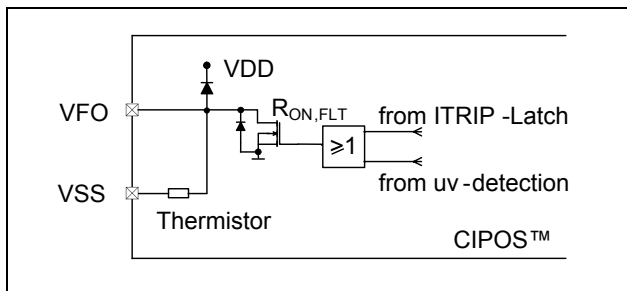 VDD
VFO
R_ON,FLT
from ITRIP -Latch
≥1
from uv-detection
VSS
Thermistor
CIPOS™